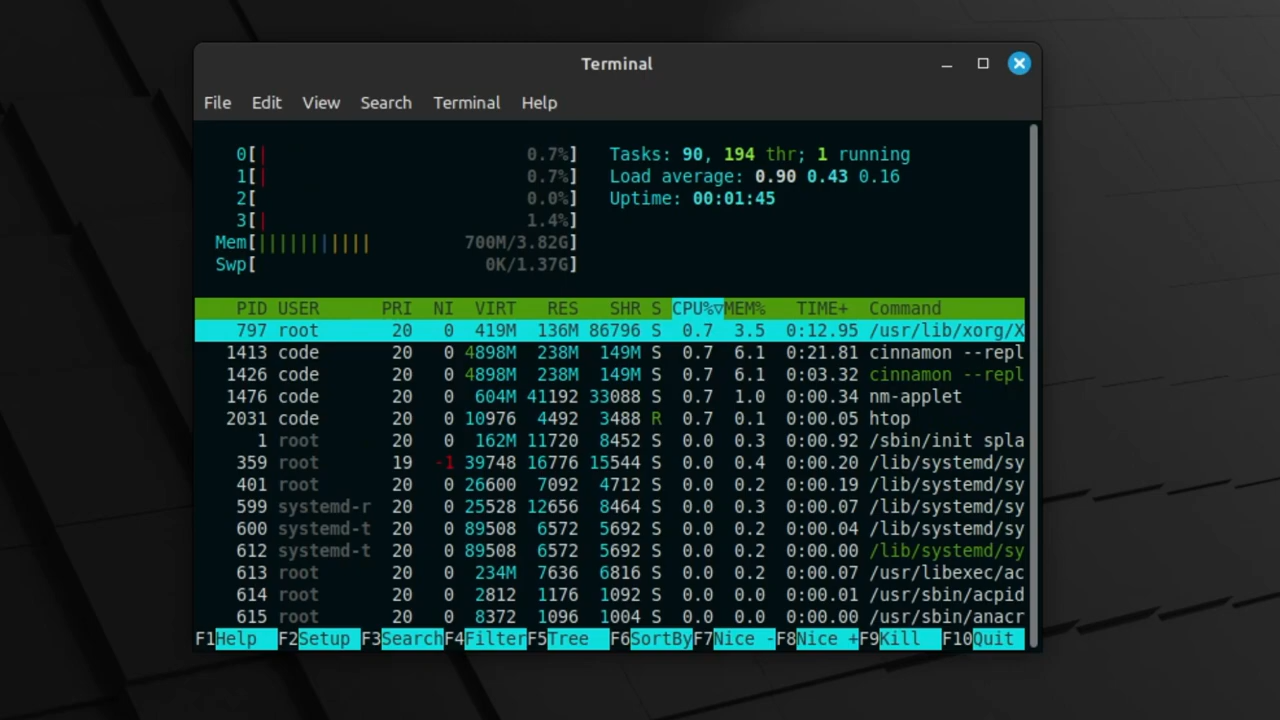 Terminal
File Edit View Search Terminal Help
0[| 0.7%] Tasks: 90, 194 thr; 1 running
1[| 0.7%] Load average: 0.90 0.43 0.16
2[ 0.0%] Uptime: 00:01:45
3[| 1.4%]
Mem[||||||||||| 700M/3.82G]
Swp[ 0K/1.37G]
PID USER PRI NI VIRT RES SHR S CPU%▽MEM% TIME+ Command
797 root 20 0 419M 136M 86796 S 0.7 3.5 0:12.95 /usr/lib/xorg/X
1413 code 20 0 4898M 238M 149M S 0.7 6.1 0:21.81 cinnamon --repl
1426 code 20 0 4898M 238M 149M S 0.7 6.1 0:03.32 cinnamon --repl
1476 code 20 0 604M 41192 33088 S 0.7 1.0 0:00.34 nm-applet
2031 code 20 0 10976 4492 3488 R 0.7 0.1 0:00.05 htop
1 root 20 0 162M 11720 8452 S 0.0 0.3 0:00.92 /sbin/init spla
359 root 19 -1 39748 16776 15544 S 0.0 0.4 0:00.20 /lib/systemd/sy
401 root 20 0 26600 7092 4712 S 0.0 0.2 0:00.19 /lib/systemd/sy
599 systemd-r 20 0 25528 12656 8464 S 0.0 0.3 0:00.07 /lib/systemd/sy
600 systemd-t 20 0 89508 6572 5692 S 0.0 0.2 0:00.04 /lib/systemd/sy
612 systemd-t 20 0 89508 6572 5692 S 0.0 0.2 0:00.00 /lib/systemd/sy
613 root 20 0 234M 7636 6816 S 0.0 0.2 0:00.07 /usr/libexec/ac
614 root 20 0 2812 1176 1092 S 0.0 0.0 0:00.01 /usr/sbin/acpid
615 root 20 0 8372 1096 1004 S 0.0 0.0 0:00.00 /usr/sbin/anacr
F1Help F2Setup F3SearchF4FilterF5Tree F6SortByF7Nice -F8Nice +F9Kill F10Quit